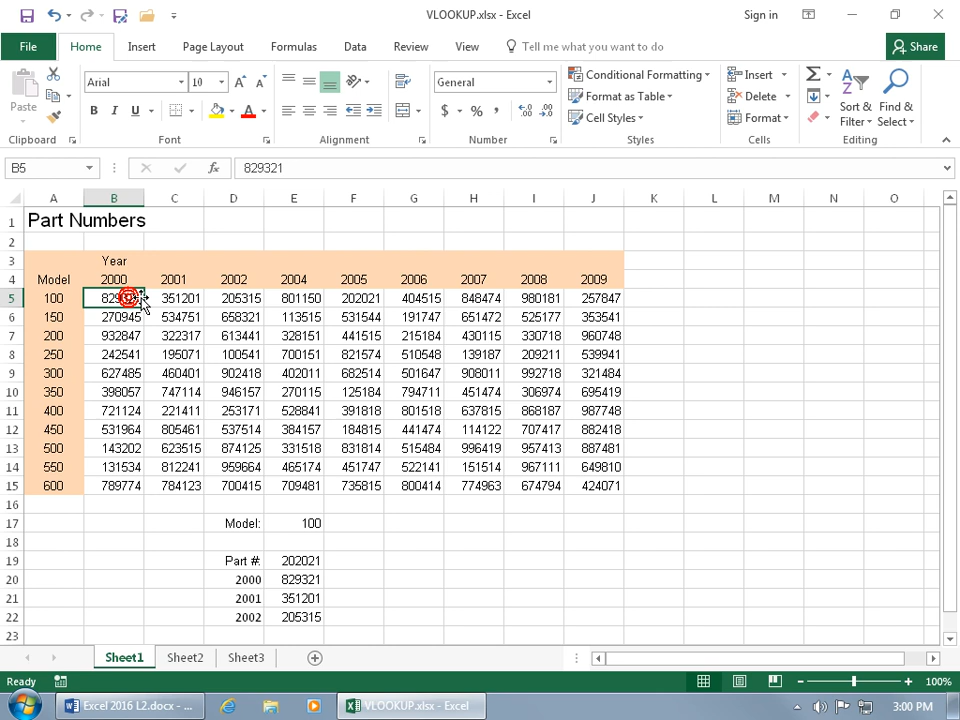 VLOOKUP.xlsx - Excel
Sign in
File Home Insert Page Layout Formulas Data Review View Tell me what you want to do Share
Paste
Arial 10
General
Conditional Formatting
Format as Table
Cell Styles
Insert
Delete
Format
Sort & Filter
Find & Select
Clipboard Font Alignment Number Styles Cells Editing
B5 fx 829321
A B C D E F G H I J K L M N O
1 Part Numbers
2
3 Year
4 Model 2000 2001 2002 2004 2005 2006 2007 2008 2009
5 100 829321 351201 205315 801150 202021 404515 848474 980181 257847
6 150 270945 534751 658321 113515 531544 191747 651472 525177 353541
7 200 932847 322317 613441 328151 441515 215184 430115 330718 960748
8 250 242541 195071 100541 700151 821574 510548 139187 209211 539941
9 300 627485 460401 902418 402011 682514 501647 908011 992718 321484
10 350 398057 747114 946157 270115 125184 794711 451474 306974 695419
11 400 721124 221411 253171 528841 391818 801518 637815 868187 987748
12 450 531964 805461 537514 384157 184815 441474 114122 707417 882418
13 500 143202 623515 874125 331518 831814 515484 996419 957413 887481
14 550 131534 812241 959664 465174 451747 522141 151514 967111 649810
15 600 789774 784123 700415 709481 735815 800414 774963 674794 424071
16
17 Model: 100
18
19 Part #: 202021
20 2000 829321
21 2001 351201
22 2002 205315
23
Sheet1 Sheet2 Sheet3
Ready 100%
Excel 2016 L2.docx - ... VLOOKUP.xlsx - Excel 3:00 PM